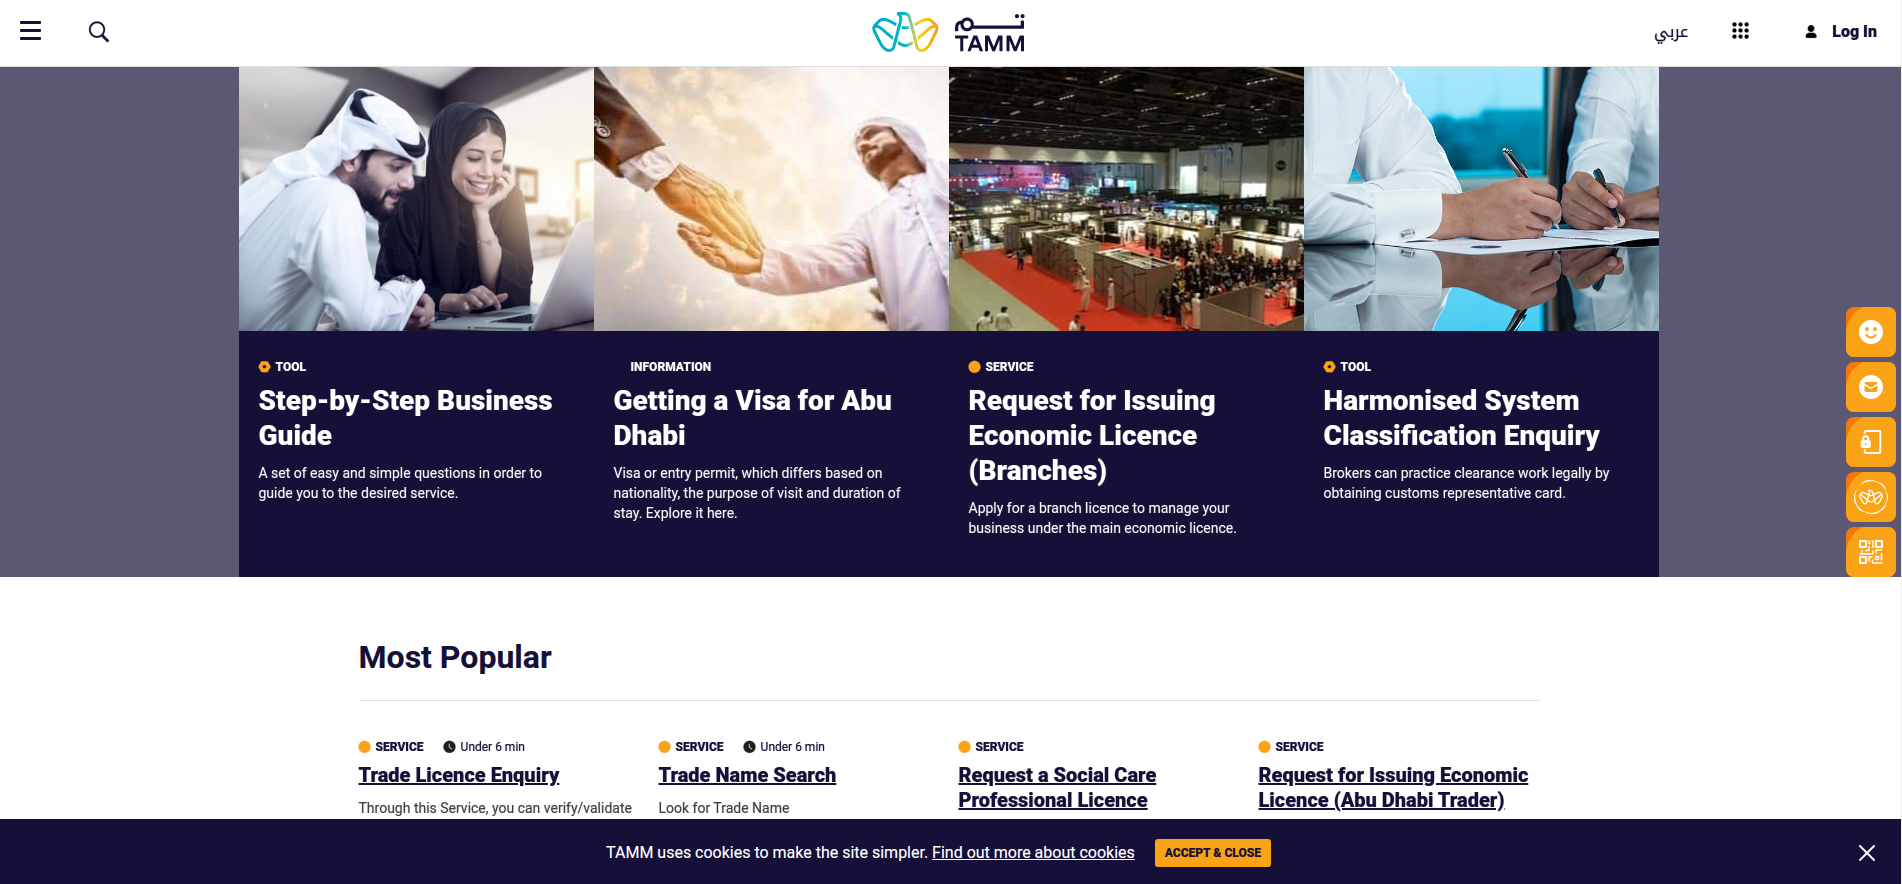 تم
TAMM
عربي
Log In
TOOL
Step-by-Step Business
Guide
A set of easy and simple questions in order to
guide you to the desired service.
INFORMATION
Getting a Visa for Abu
Dhabi
Visa or entry permit, which differs based on
nationality, the purpose of visit and duration of
stay. Explore it here.
SERVICE
Request for Issuing
Economic Licence
(Branches)
Apply for a branch licence to manage your
business under the main economic licence.
TOOL
Harmonised System
Classification Enquiry
Brokers can practice clearance work legally by
obtaining customs representative card.
Most Popular
SERVICE Under 6 min
Trade Licence Enquiry
Through this Service, you can verify/validate
SERVICE Under 6 min
Trade Name Search
Look for Trade Name
SERVICE
Request a Social Care
Professional Licence
SERVICE
Request for Issuing Economic
Licence (Abu Dhabi Trader)
TAMM uses cookies to make the site simpler. Find out more about cookies ACCEPT & CLOSE